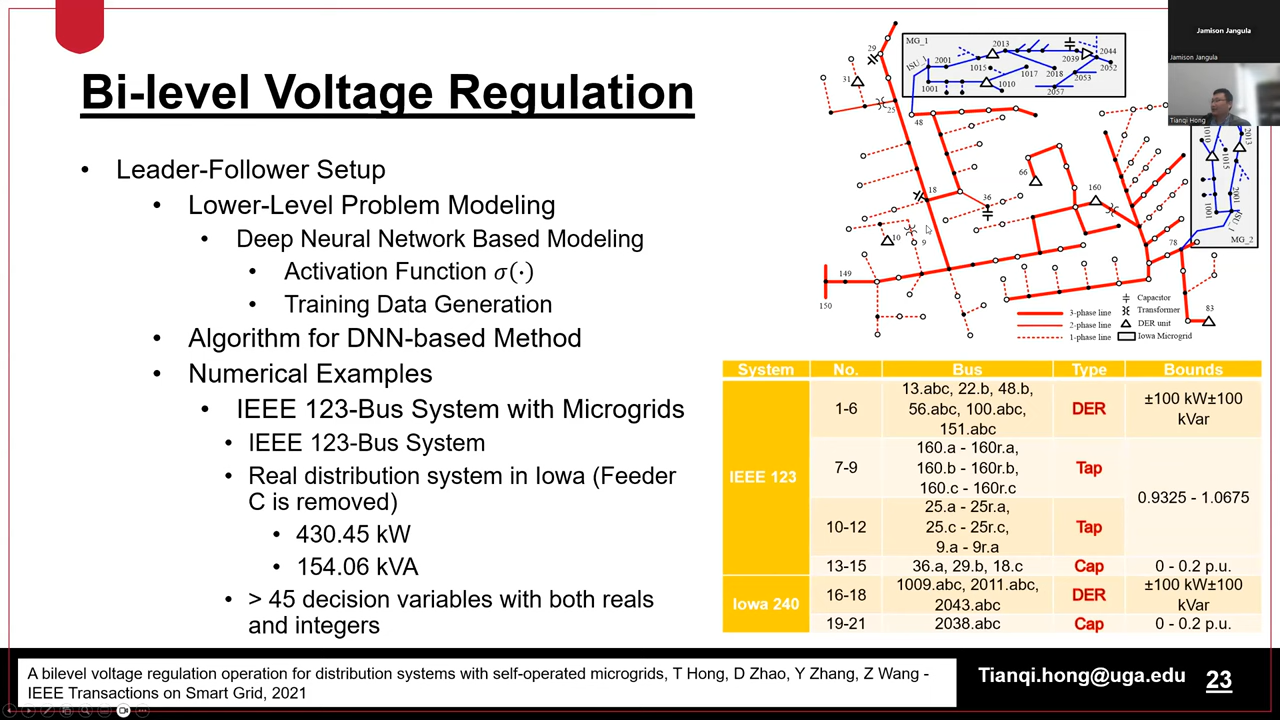 Bi-level Voltage Regulation
• Leader-Follower Setup
• Lower-Level Problem Modeling
• Deep Neural Network Based Modeling
• Activation Function σ(·)
• Training Data Generation
• Algorithm for DNN-based Method
• Numerical Examples
• IEEE 123-Bus System with Microgrids
• IEEE 123-Bus System
• Real distribution system in Iowa (Feeder
C is removed)
• 430.45 kW
• 154.06 kVA
• > 45 decision variables with both reals
and integers
MG_1
ISU_1
2001
1001
1015
2013
1010
1017
2018
2039
2044
2052
2053
2057
29
31
25
48
18
36
66
160
10
9
149
150
78
83
1010
2013
1015
1001
2001
ISU_1
MG_2
3-phase line
2-phase line
1-phase line
Capacitor
Transformer
DER unit
Iowa Microgrid
Jamison Jangula
Jamison Jangula
Tianqi Hong
System No. Bus Type Bounds
IEEE 123
1-6
13.abc, 22.b, 48.b,
56.abc, 100.abc,
151.abc
DER
±100 kW±100
kVar
7-9
160.a - 160r.a,
160.b - 160r.b,
160.c - 160r.c
Tap
0.9325 - 1.0675
10-12
25.a - 25r.a,
25.c - 25r.c,
9.a - 9r.a
Tap
13-15 36.a, 29.b, 18.c Cap 0 - 0.2 p.u.
Iowa 240
16-18
1009.abc, 2011.abc,
2043.abc
DER
±100 kW±100
kVar
19-21 2038.abc Cap 0 - 0.2 p.u.
A bilevel voltage regulation operation for distribution systems with self-operated microgrids, T Hong, D Zhao, Y Zhang, Z Wang -
IEEE Transactions on Smart Grid, 2021
Tianqi.hong@uga.edu 23